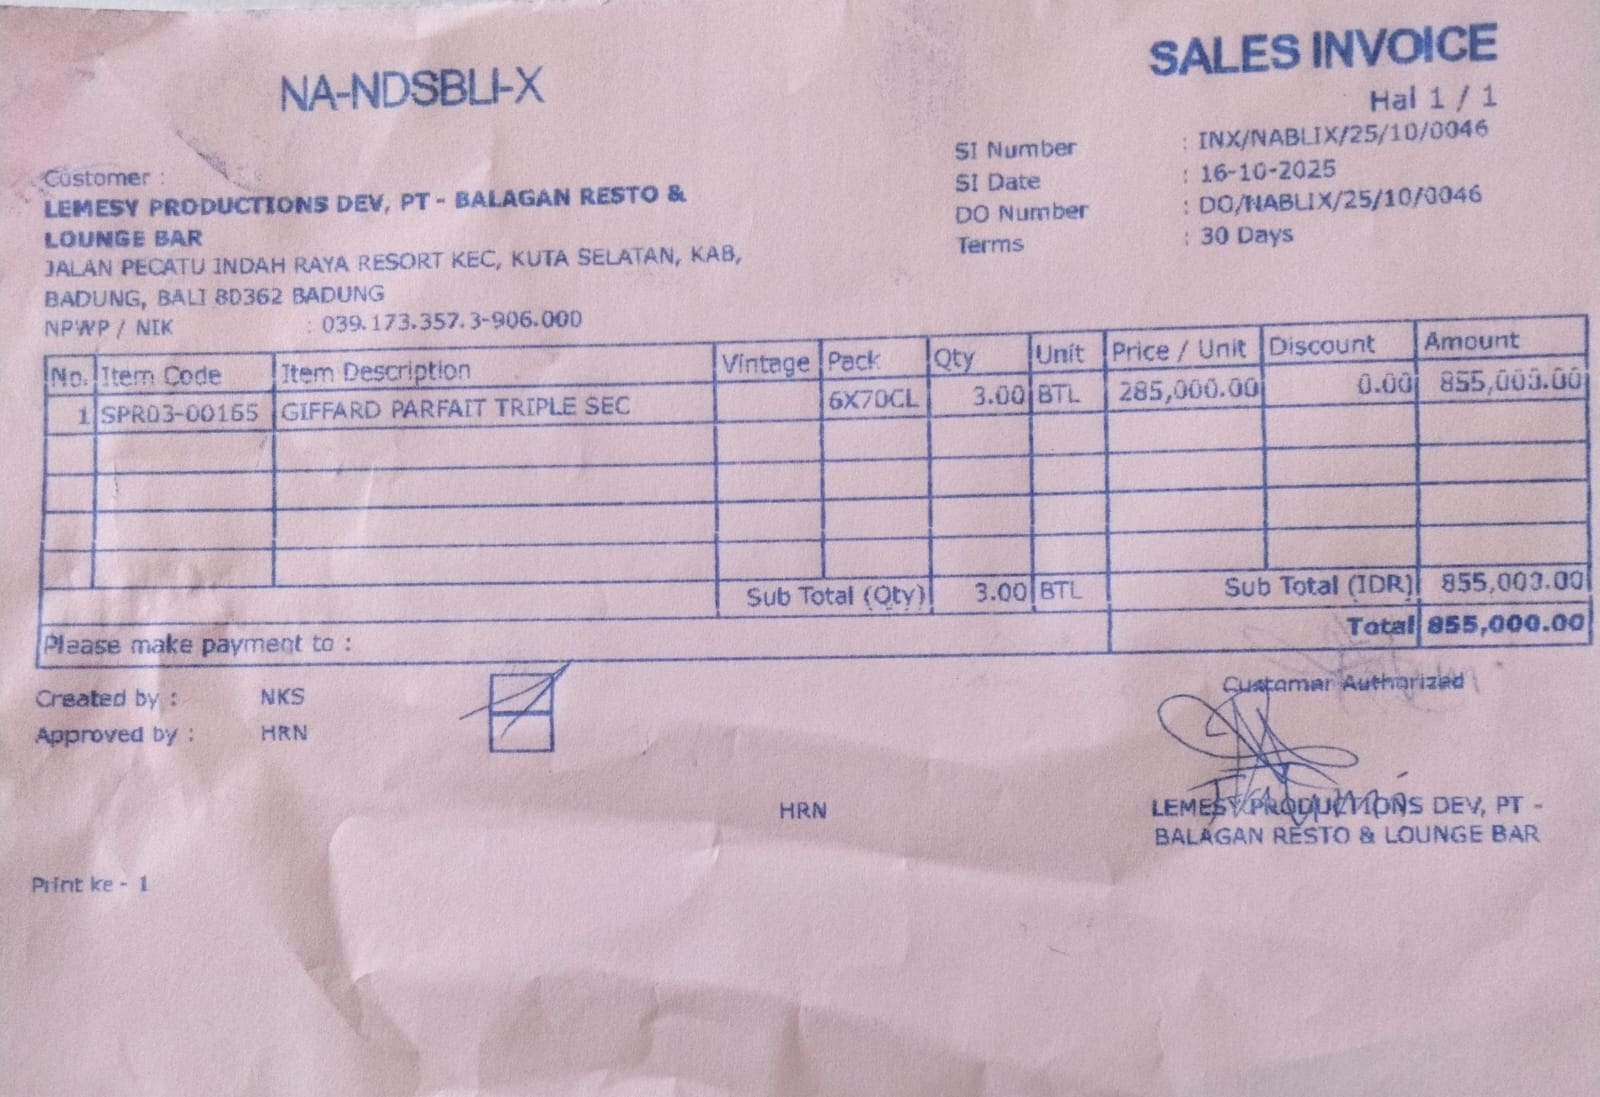 NA-NDSBLI-X
SALES INVOICE
Hal 1 / 1
SI Number : INX/NABLIX/25/10/0046
SI Date : 16-10-2025
DO Number : DO/NABLIX/25/10/0046
Terms : 30 Days
Customer :
LEMESY PRODUCTIONS DEV, PT - BALAGAN RESTO &
LOUNGE BAR
JALAN PECATU INDAH RAYA RESORT KEC, KUTA SELATAN, KAB,
BADUNG, BALI 80362 BADUNG
NPWP / NIK : 039.173.357.3-906.000
No. Item Code Item Description Vintage Pack Qty Unit Price / Unit Discount Amount
1 SPR03-00165 GIFFARD PARFAIT TRIPLE SEC 6X70CL 3.00 BTL 285,000.00 0.00 855,000.00
Sub Total (Qty) 3.00 BTL Sub Total (IDR) 855,000.00
Total 855,000.00
Please make payment to :
Created by : NKS
Approved by : HRN
Customer Authorized
HRN
LEMESY PRODUCTIONS DEV, PT -
BALAGAN RESTO & LOUNGE BAR
Print ke - 1